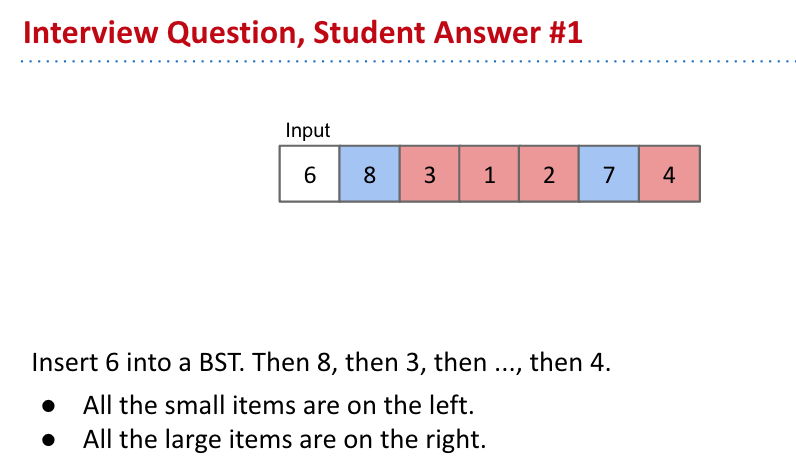 Interview Question, Student Answer #1
Input
6 8 3 1 2 7 4
Insert 6 into a BST. Then 8, then 3, then ..., then 4.
● All the small items are on the left.
● All the large items are on the right.